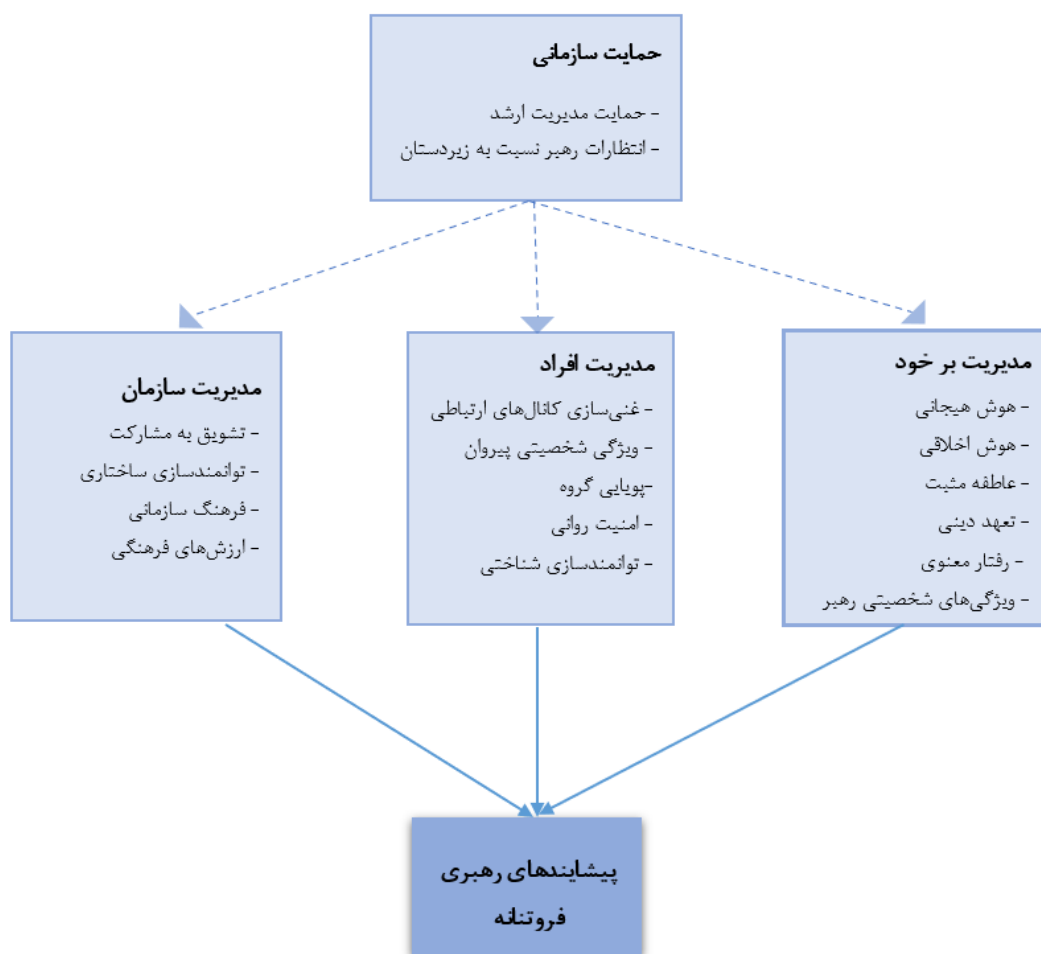 حمایت سازمانی
- حمایت مدیریت ارشد
- انتظارات رهبر نسبت به زیردستان
مدیریت بر خود
- هوش هیجانی
- هوش اخلاقی
- عاطفه مثبت
- تعهد دینی
- رفتار معنوی
- ویژگی‌های شخصیتی رهبر
مدیریت افراد
- غنی‌سازی کانال‌های ارتباطی
- ویژگی شخصیتی پیروان
-پویایی گروه
- امنیت روانی
- توانمندسازی شناختی
مدیریت سازمان
- تشویق به مشارکت
- توانمندسازی ساختاری
- فرهنگ سازمانی
- ارزش‌های فرهنگی
پیشایندهای رهبری
فروتنانه